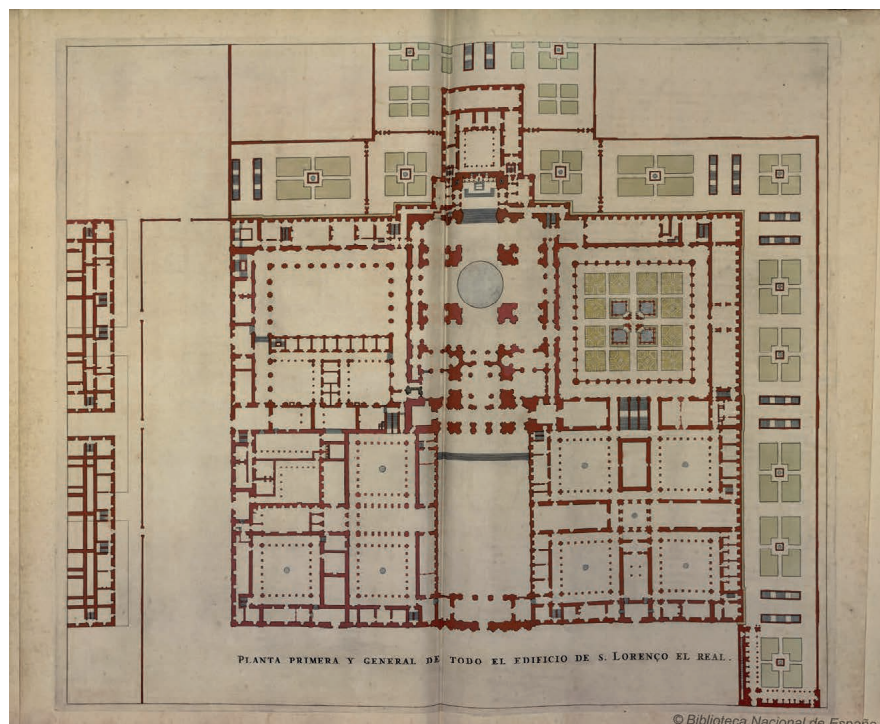 PLANTA PRIMERA Y GENERAL DE TODO EL EDIFICIO DE S. LORENÇO EL REAL.
© Biblioteca Nacional de España